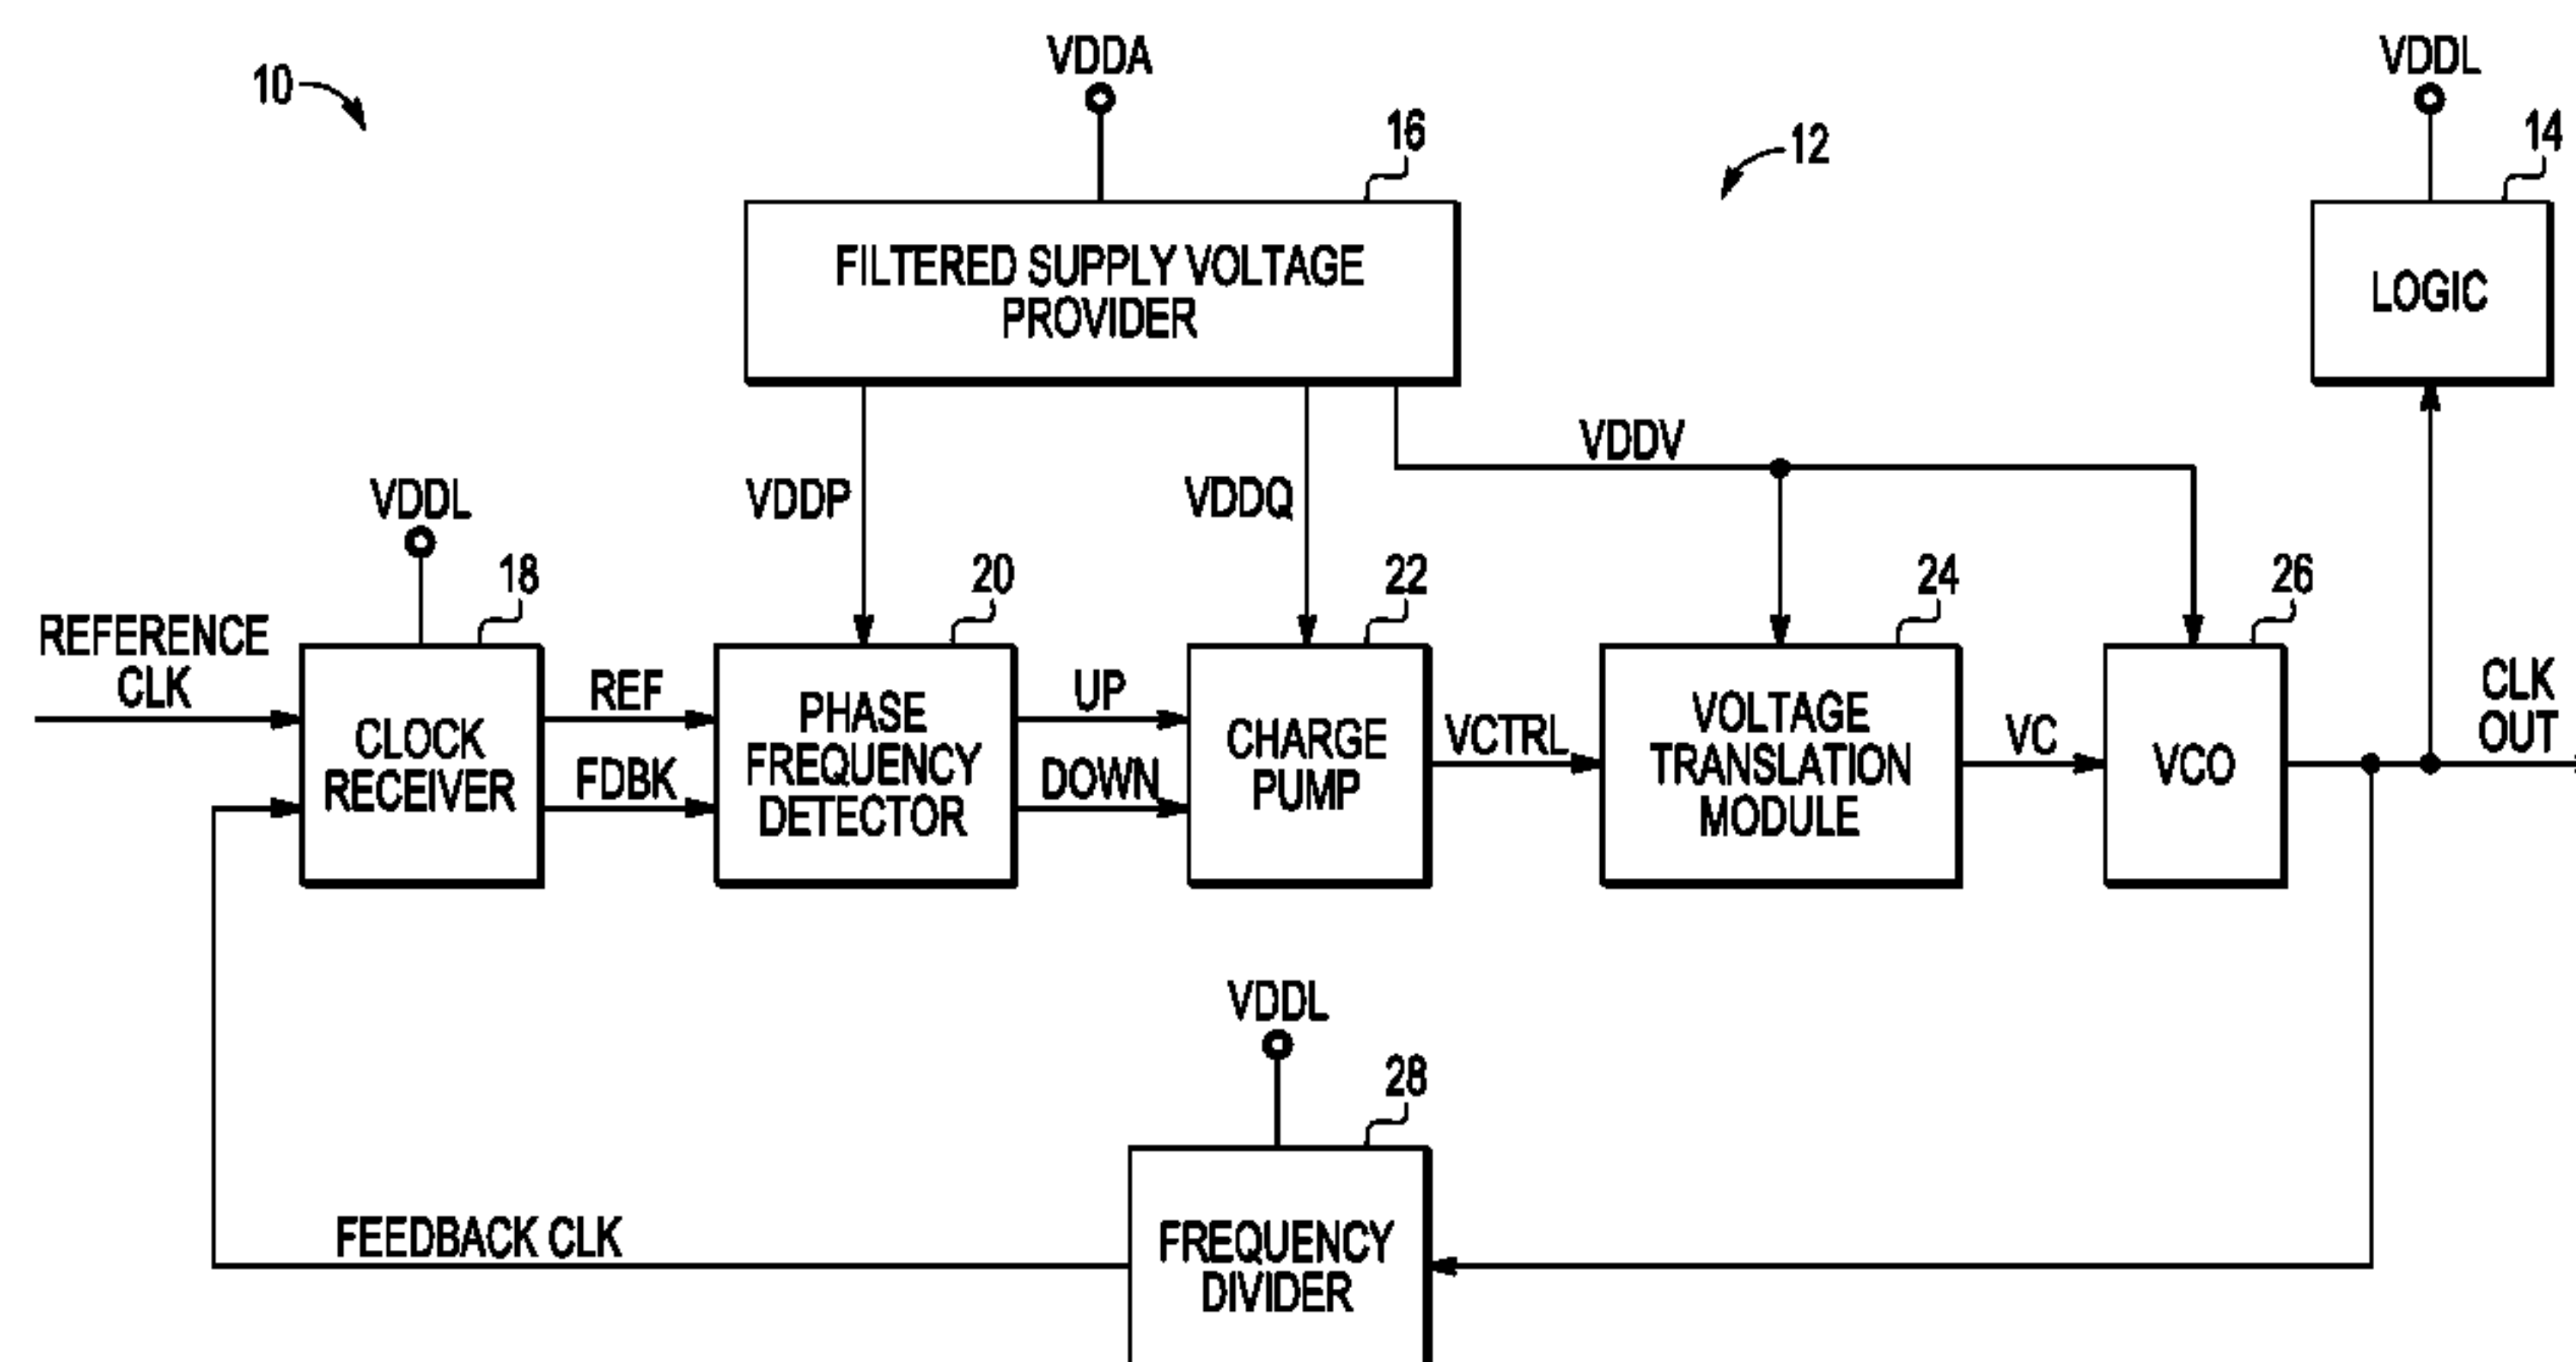 10
VDDA
16
12
VDDL
14
FILTERED SUPPLY VOLTAGE
PROVIDER
LOGIC
VDDP
VDDQ
VDDV
VDDL
18
20
22
24
26
REFERENCE
CLK
CLOCK
RECEIVER
REF
FDBK
PHASE
FREQUENCY
DETECTOR
UP
DOWN
CHARGE
PUMP
VCTRL
VOLTAGE
TRANSLATION
MODULE
VC
VCO
CLK
OUT
VDDL
28
FEEDBACK CLK
FREQUENCY
DIVIDER